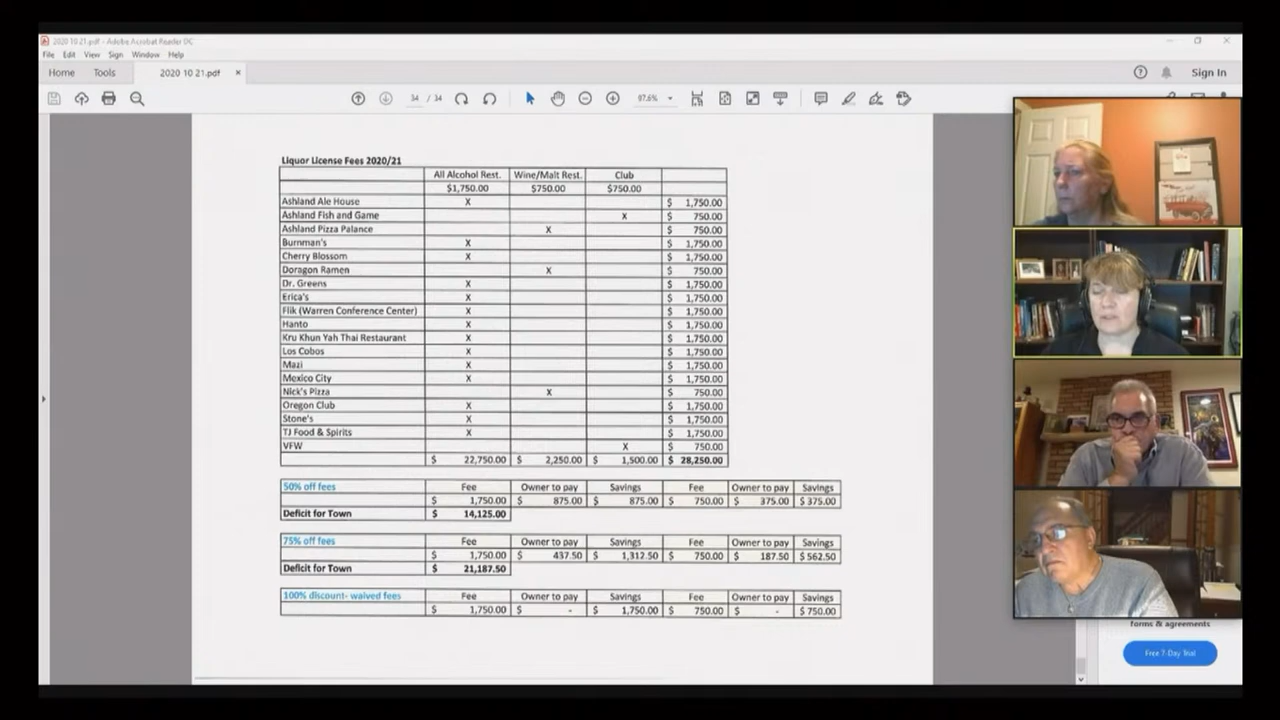 2020 10 21.pdf - Adobe Acrobat Reader DC
File Edit View Sign Window Help
Home Tools 2020 10 21.pdf × Sign In
34 / 34 97.6%
Liquor License Fees 2020/21
All Alcohol Rest. Wine/Malt Rest. Club
$1,750.00 $750.00 $750.00
Ashland Ale House X $ 1,750.00
Ashland Fish and Game X $ 750.00
Ashland Pizza Palance X $ 750.00
Burnman's X $ 1,750.00
Cherry Blossom X $ 1,750.00
Doragon Ramen X $ 750.00
Dr. Greens X $ 1,750.00
Erica's X $ 1,750.00
Flik (Warren Conference Center) X $ 1,750.00
Hanto X $ 1,750.00
Kru Khun Yah Thai Restaurant X $ 1,750.00
Los Cobos X $ 1,750.00
Mazi X $ 1,750.00
Mexico City X $ 1,750.00
Nick's Pizza X $ 750.00
Oregon Club X $ 1,750.00
Stone's X $ 1,750.00
TJ Food & Spirits X $ 1,750.00
VFW X $ 750.00
$ 22,750.00 $ 2,250.00 $ 1,500.00 $ 28,250.00
50% off fees Fee Owner to pay Savings Fee Owner to pay Savings
$ 1,750.00 $ 875.00 $ 875.00 $ 750.00 $ 375.00 $ 375.00
Deficit for Town $ 14,125.00
75% off fees Fee Owner to pay Savings Fee Owner to pay Savings
$ 1,750.00 $ 437.50 $ 1,312.50 $ 750.00 $ 187.50 $ 562.50
Deficit for Town $ 21,187.50
100% discount- waived fees Fee Owner to pay Savings Fee Owner to pay Savings
$ 1,750.00 $ - $ 1,750.00 $ 750.00 $ - $ 750.00
forms & agreements
Free 7-Day Trial